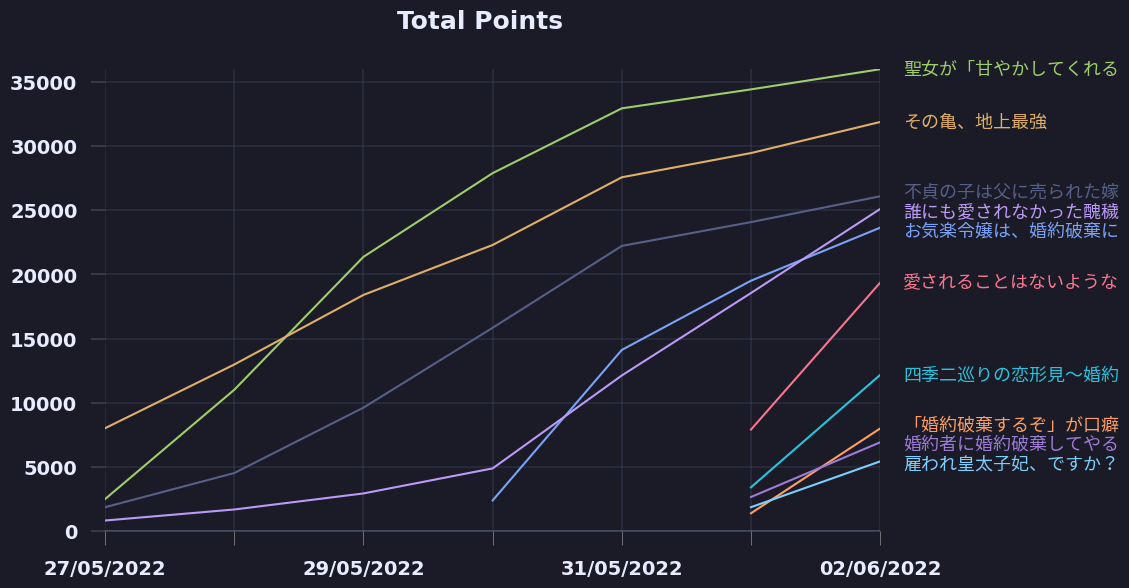 Total Points
35000
30000
25000
20000
15000
10000
5000
0
27/05/2022
29/05/2022
31/05/2022
02/06/2022
聖女が「甘やかしてくれる
その亀、地上最強
不貞の子は父に売られた嫁
誰にも愛されなかった醜穢
お気楽令嬢は、婚約破棄に
愛されることはないような
四季二巡りの恋形見～婚約
「婚約破棄するぞ」が口癖
婚約者に婚約破棄してやる
雇われ皇太子妃、ですか？